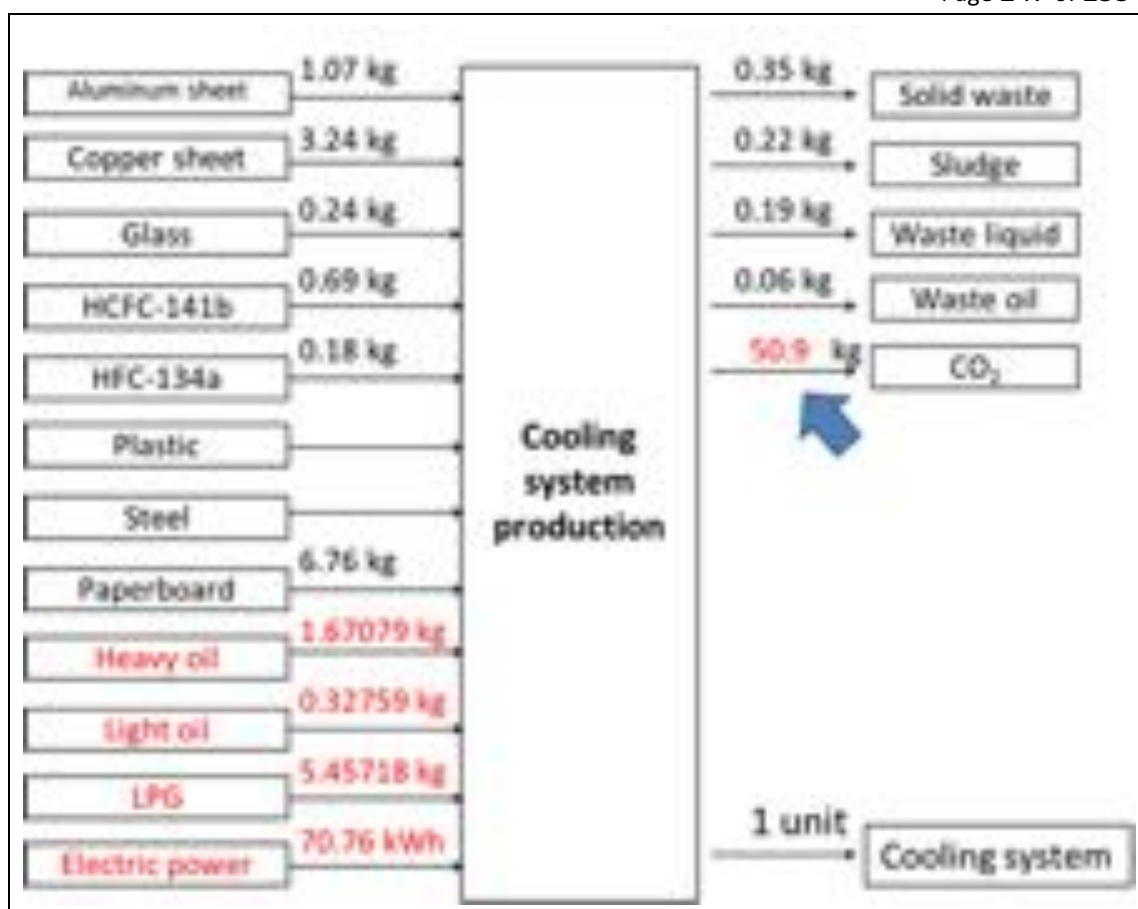 Aluminum sheet
1.07 kg
Copper sheet
3.24 kg
Glass
0.24 kg
HCFC-141b
0.69 kg
HFC-134a
0.18 kg
Plastic
Steel
Paperboard
6.76 kg
Heavy oil
1.67079 kg
Light oil
0.32759 kg
LPG
5.45718 kg
Electric power
70.76 kWh
Cooling
system
production
0.35 kg
Solid waste
0.22 kg
Sludge
0.19 kg
Waste liquid
0.06 kg
Waste oil
50.9 kg
CO₂
1 unit
Cooling system